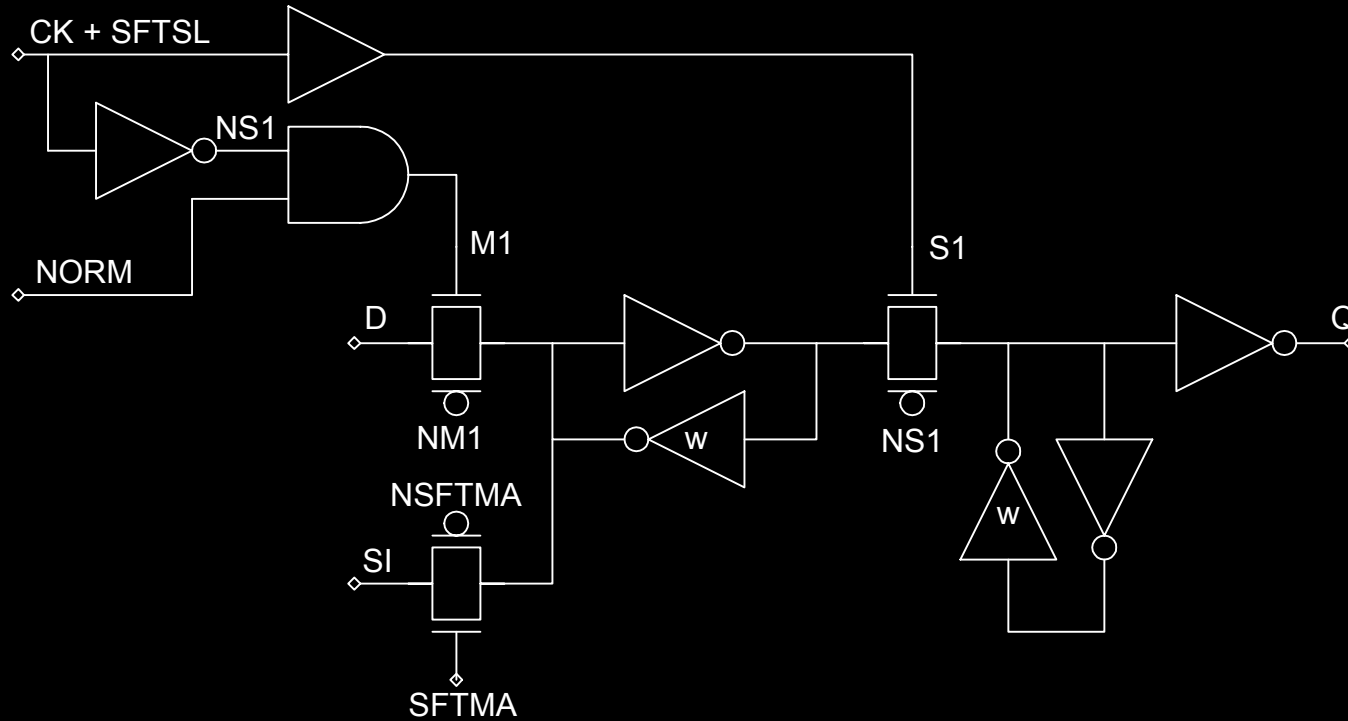 CK + SFTSL
NS1
NORM
M1
S1
D
Q
NM1
w
NS1
NSFTMA
w
SI
SFTMA